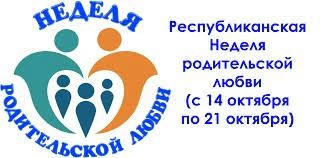 НЕДЕЛЯ
РОДИТЕЛЬСКОЙ ЛЮБВИ
Республиканская
Неделя
родительской
любви
(с 14 октября
по 21 октября)